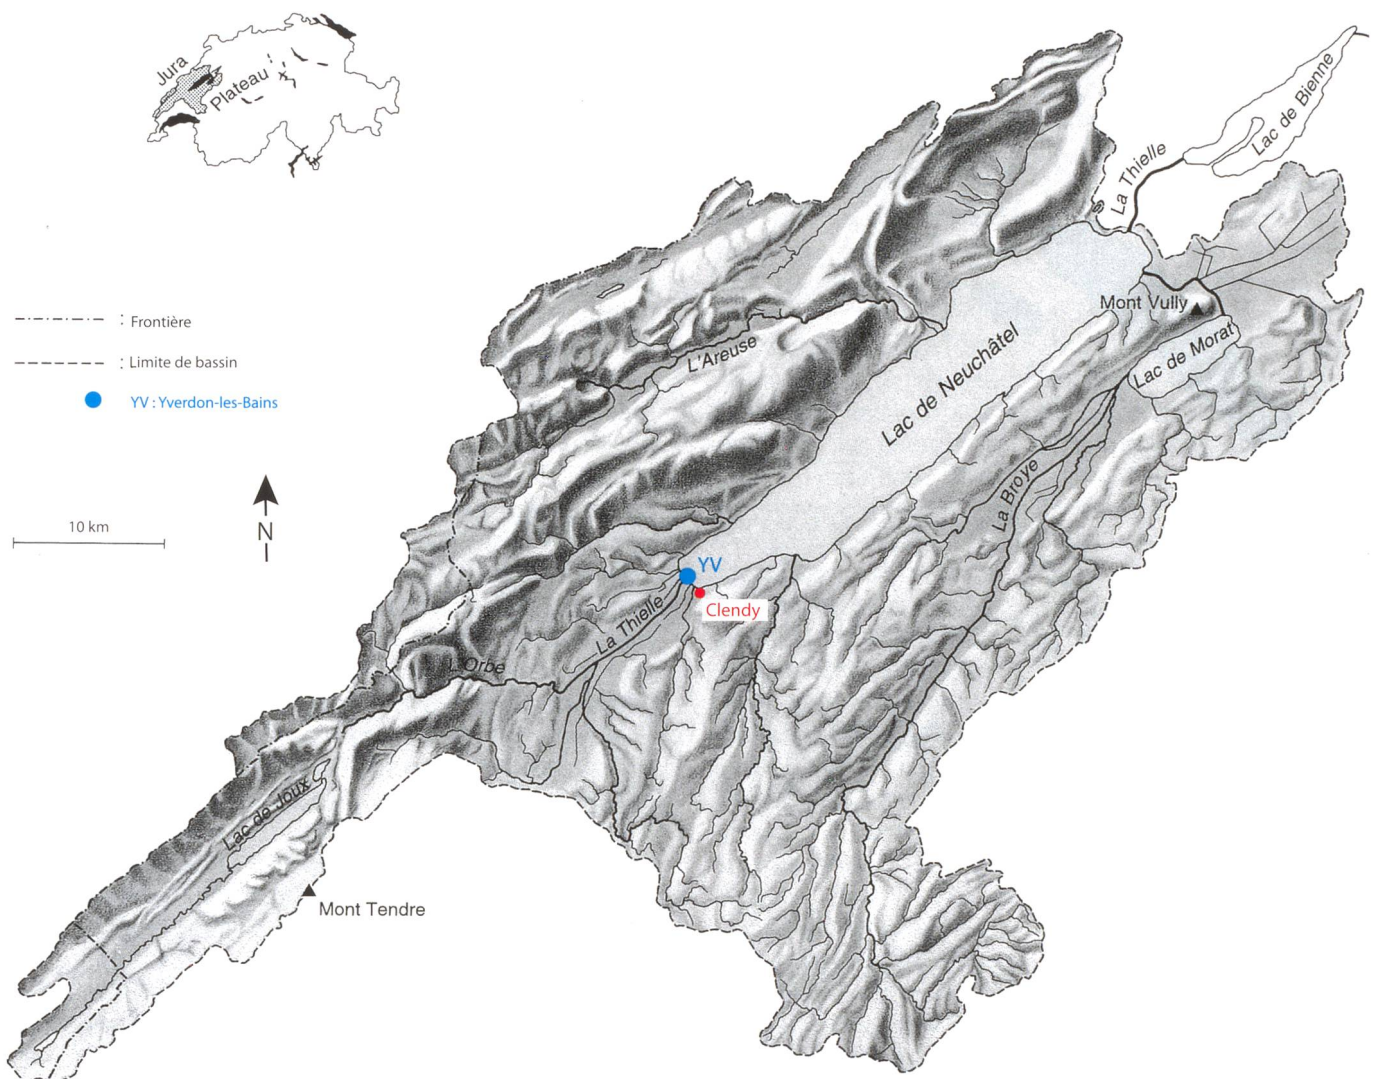 Jura
Plateau
Lac de Bienne
La Thielle
: Frontière
Mont Vully
: Limite de bassin
L'Areuse
Lac de Morat
Lac de Neuchâtel
YV : Yverdon-les-Bains
La Broye
N
10 km
YV
Clendy
La Thielle
L'Orbe
Lac de Joux
Mont Tendre